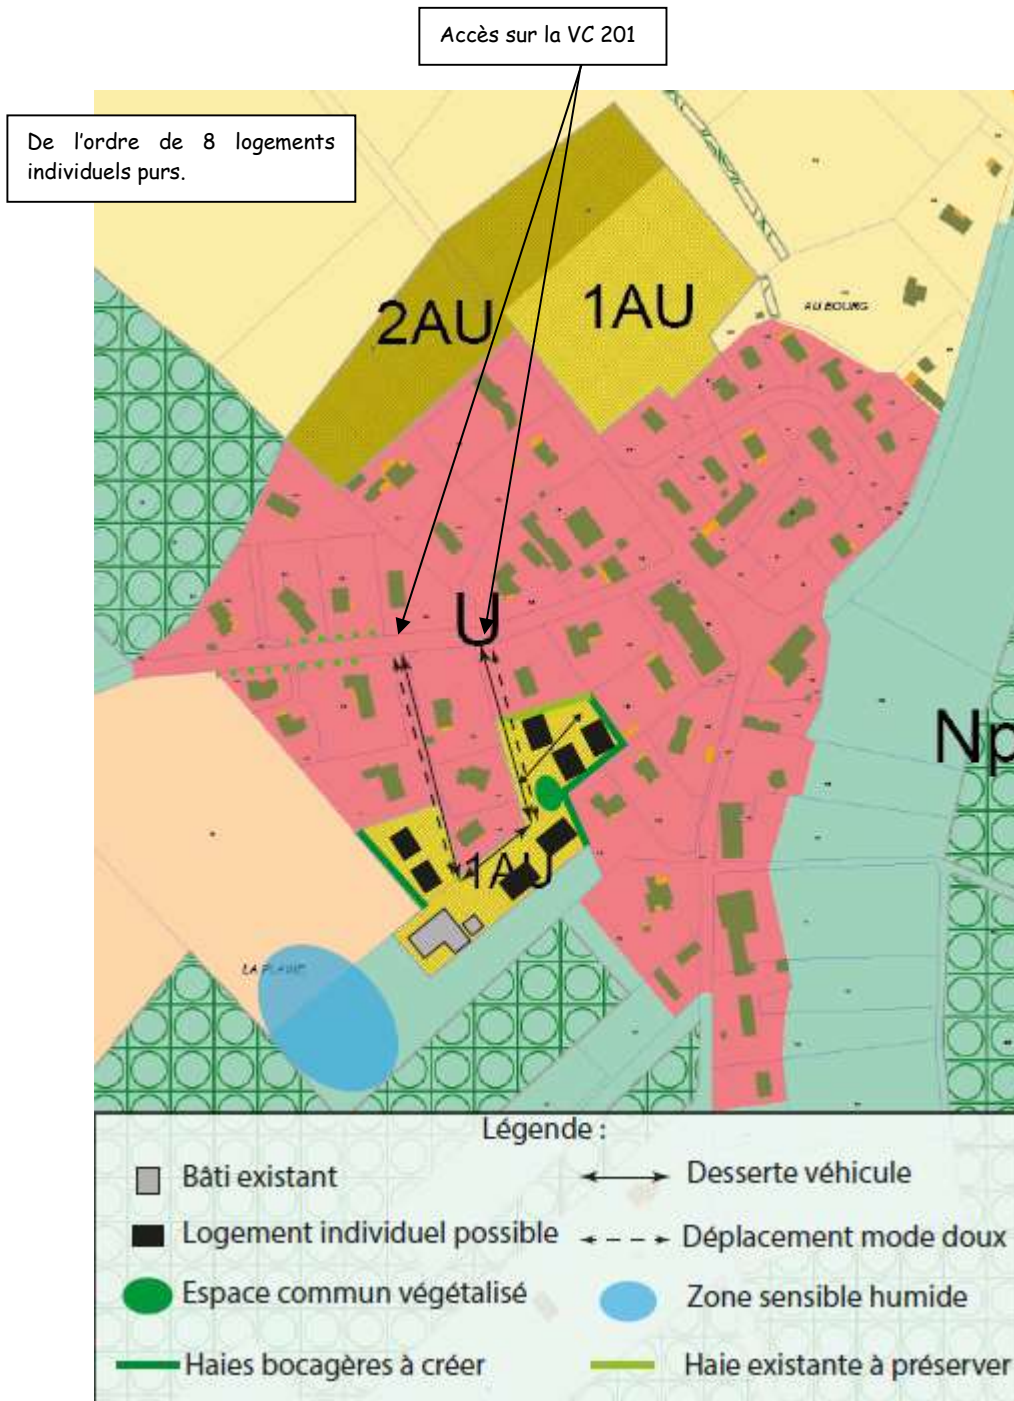 Accès sur la VC 201
De l'ordre de 8 logements
individuels purs.
2AU
1AU
AU BOURG
U
Np
1AU
LA PLAINE
Légende :
Bâti existant
Desserte véhicule
Logement individuel possible
Déplacement mode doux
Espace commun végétalisé
Zone sensible humide
Haies bocagères à créer
Haie existante à préserver